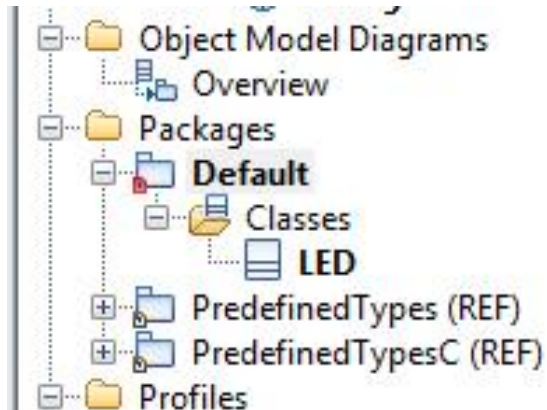 Object Model Diagrams
Overview
Packages
Default
Classes
LED
PredefinedTypes (REF)
PredefinedTypesC (REF)
Profiles